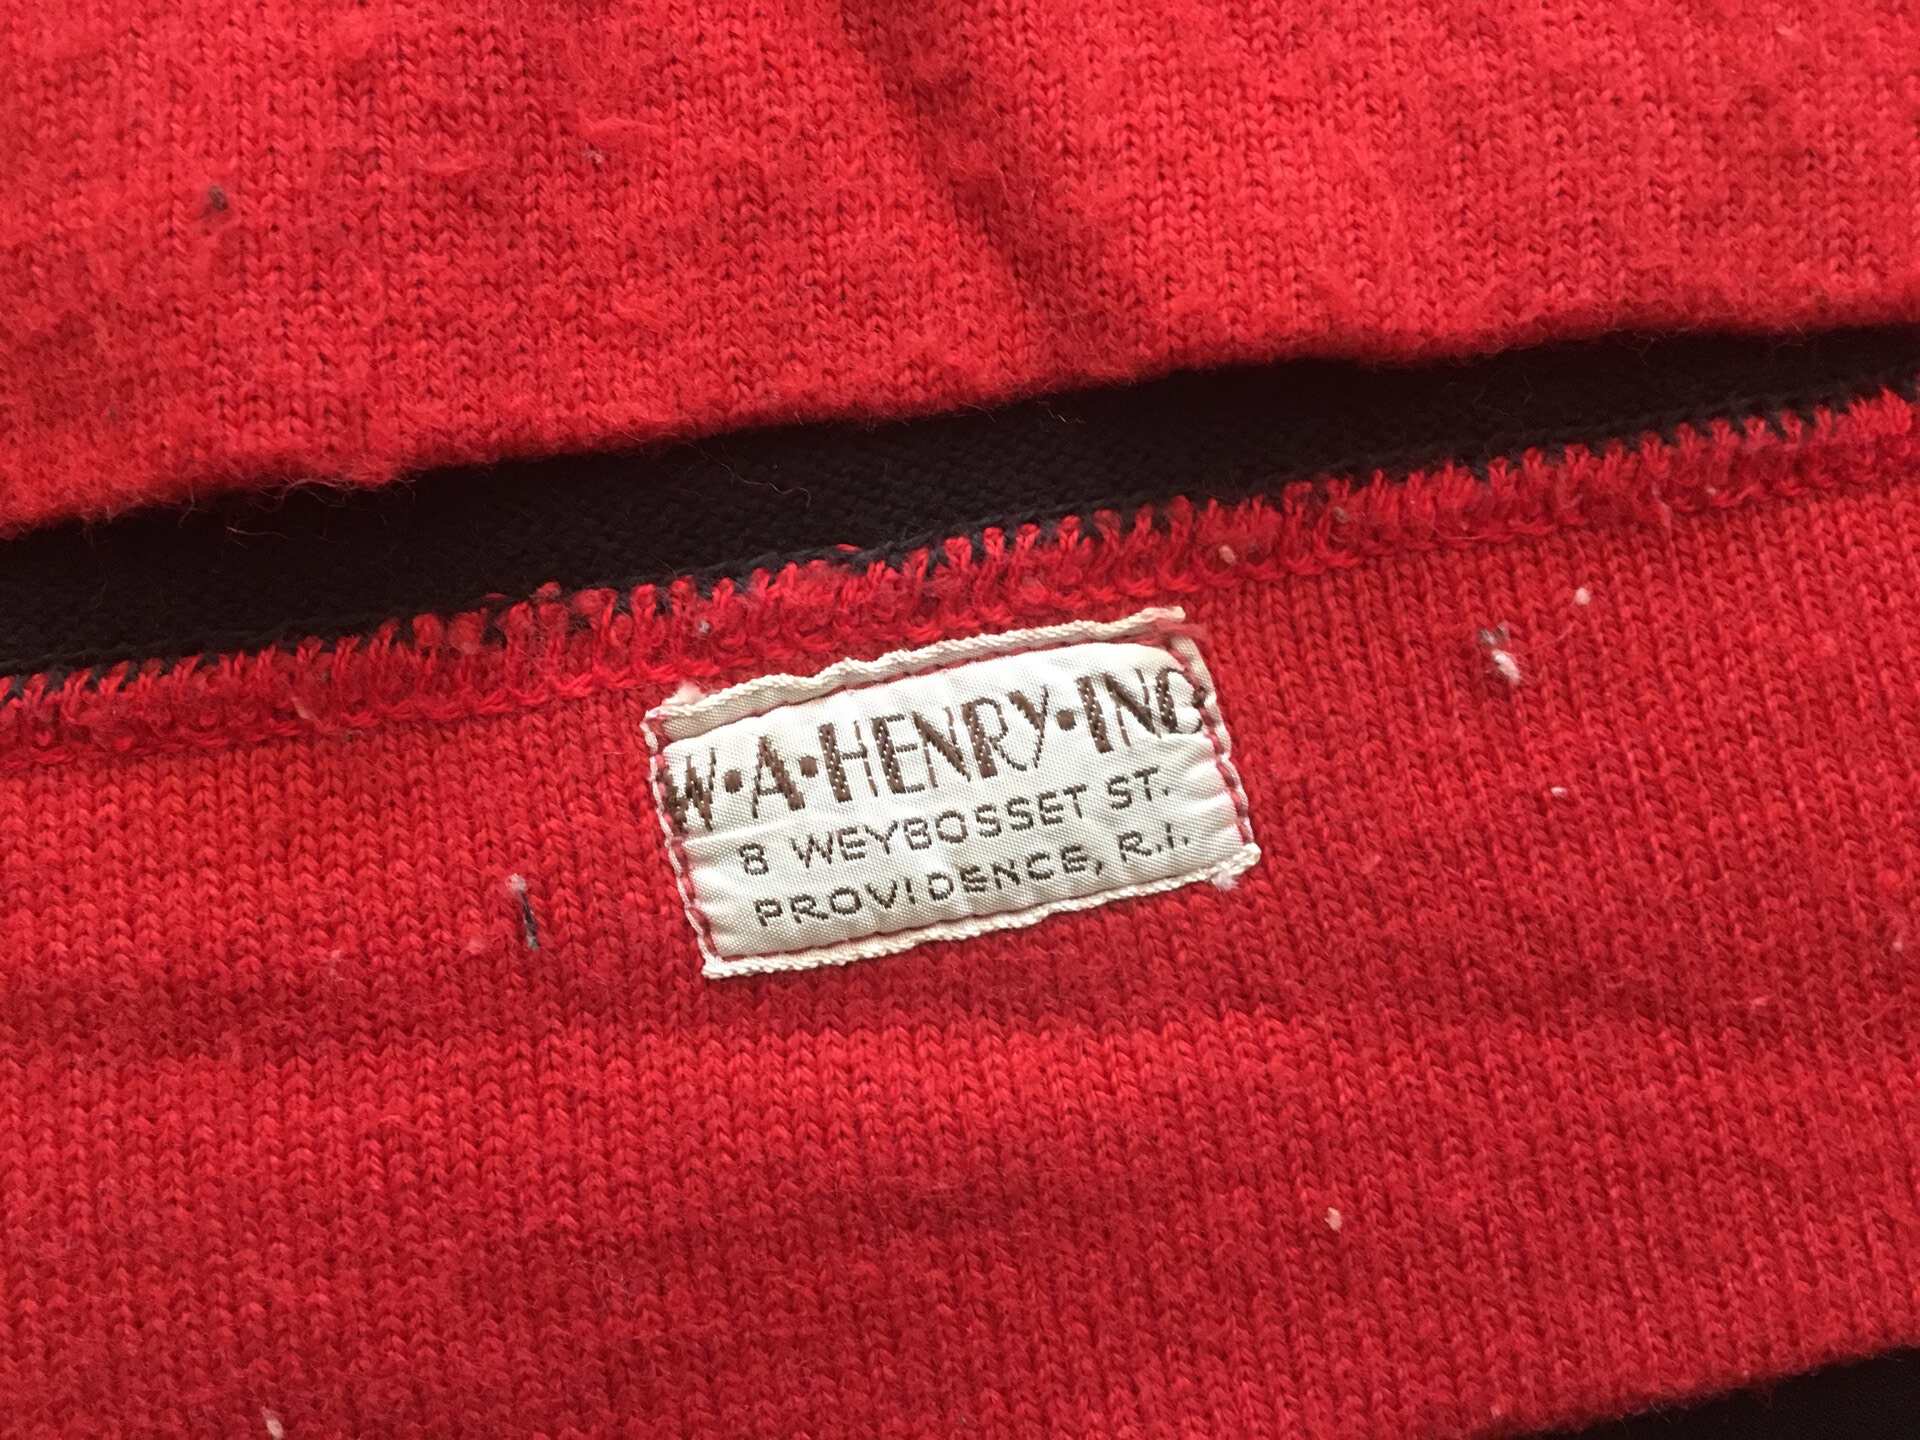 W·A·HENRY·INC
8 WEYBOSSET ST.
PROVIDENCE, R.I.